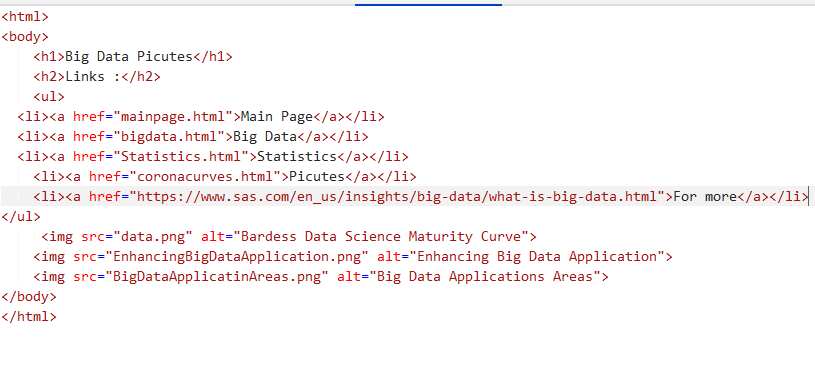 <html>
<body>
<h1>Big Data Picutes</h1>
<h2>Links :</h2>
<ul>
<li><a href="mainpage.html">Main Page</a></li>
<li><a href="bigdata.html">Big Data</a></li>
<li><a href="Statistics.html">Statistics</a></li>
<li><a href="coronacurves.html">Picutes</a></li>
<li><a href="https://www.sas.com/en_us/insights/big-data/what-is-big-data.html">For more</a></li>
</ul>
<img src="data.png" alt="Bardess Data Science Maturity Curve">
<img src="EnhancingBigDataApplication.png" alt="Enhancing Big Data Application">
<img src="BigDataApplicatinAreas.png" alt="Big Data Applications Areas">
</body>
</html>